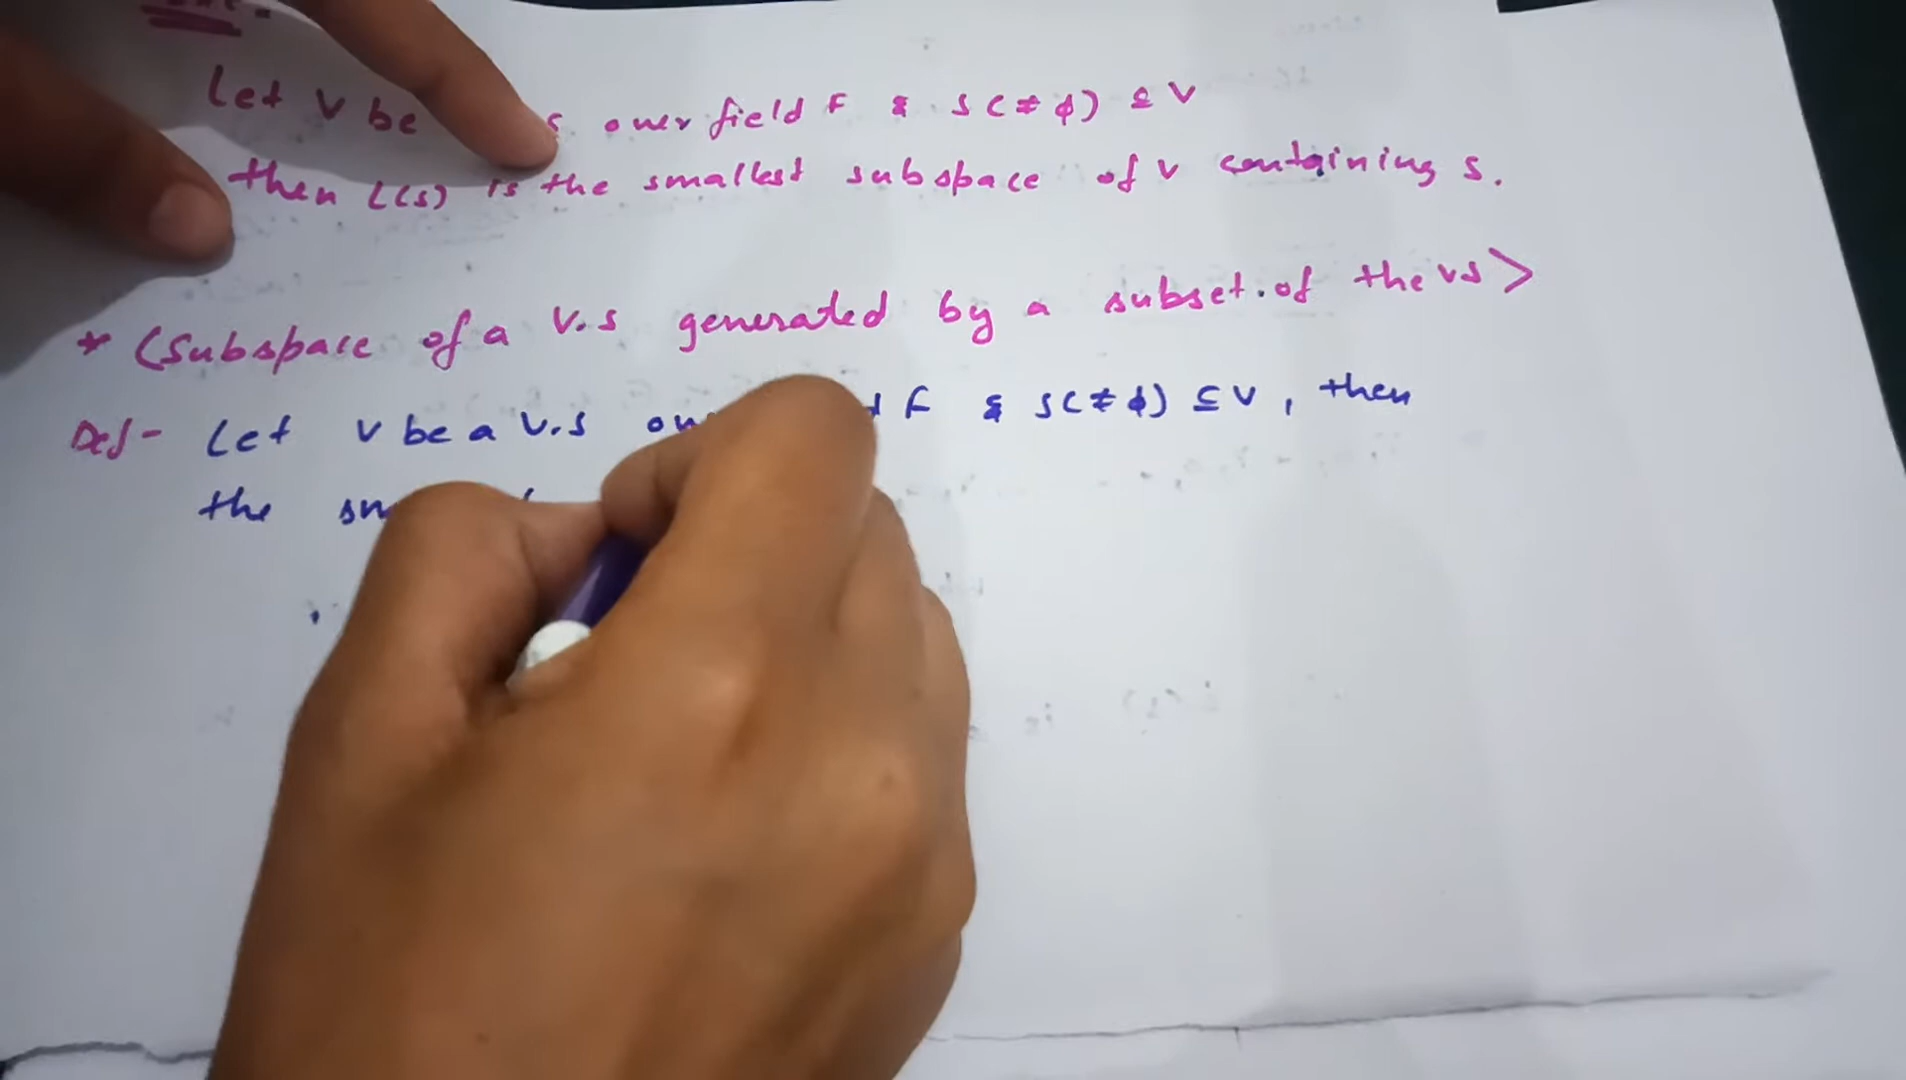 Let V be over field F & S(≠ϕ) ⊆ V
then L(S) is the smallest subspace of V containing S.
* (Subspace of a V.S generated by a subset of the VS>
Def- Let V be a V.S F & S(≠ϕ) ⊆ V, then
the